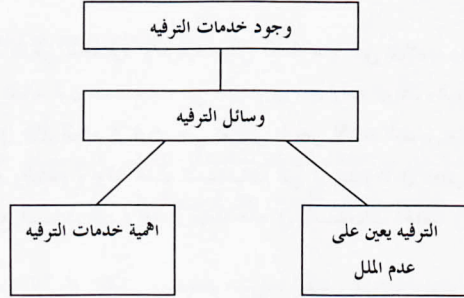 وجود خدمات الترفيه
وسائل الترفيه
اهمية خدمات الترفيه
الترفيه يعين على
عدم الملل